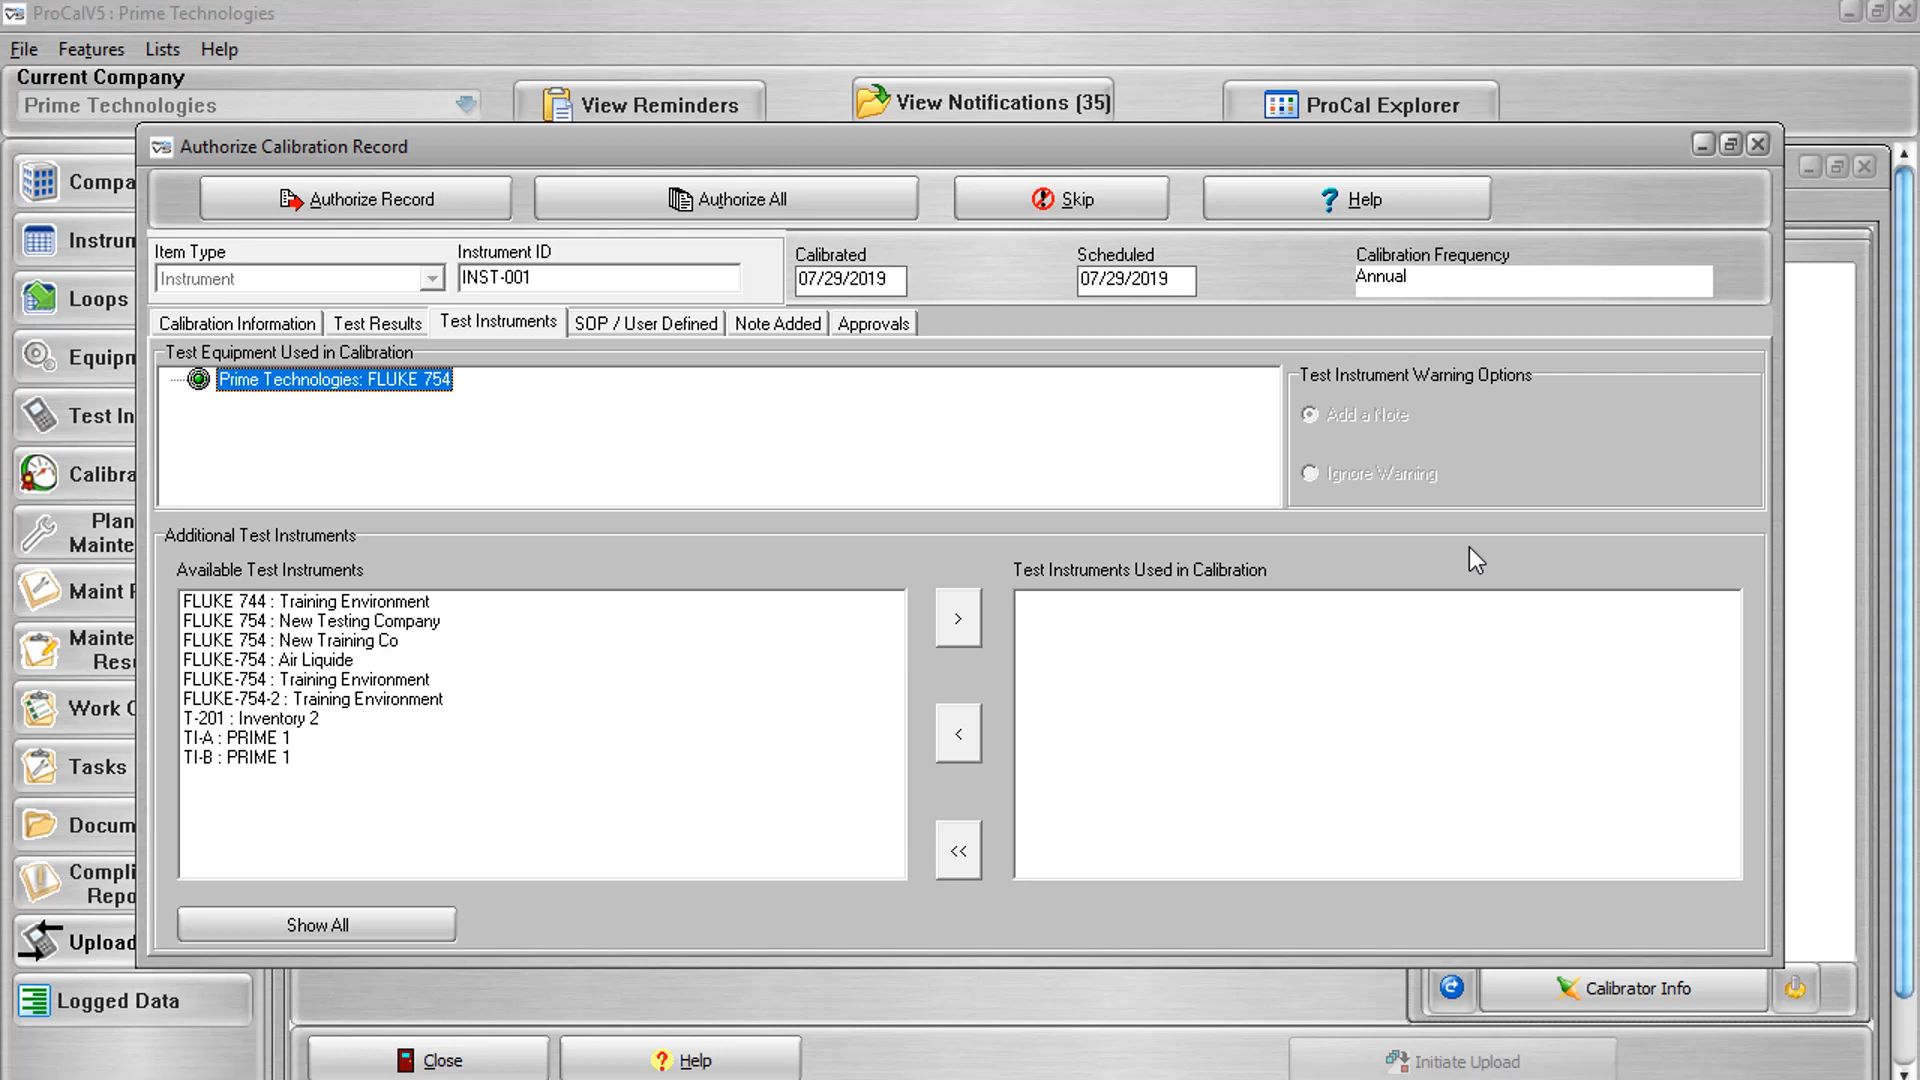 ProCalV5 : Prime Technologies
File Features Lists Help
Current Company
Prime Technologies
View Reminders
View Notifications (35)
ProCal Explorer
Authorize Calibration Record
Authorize Record
Authorize All
Skip
Help
Item Type
Instrument
Instrument ID
INST-001
Calibrated
07/29/2019
Scheduled
07/29/2019
Calibration Frequency
Annual
Calibration Information
Test Results
Test Instruments
SOP / User Defined
Note Added
Approvals
Test Equipment Used in Calibration
Prime Technologies: FLUKE 754
Test Instrument Warning Options
Add a Note
Ignore Warning
Additional Test Instruments
Available Test Instruments
FLUKE 744 : Training Environment
FLUKE 754 : New Testing Company
FLUKE 754 : New Training Co
FLUKE-754 : Air Liquide
FLUKE-754 : Training Environment
FLUKE-754-2 : Training Environment
T-201 : Inventory 2
TI-A : PRIME 1
TI-B : PRIME 1
>
<
<<
Test Instruments Used in Calibration
Show All
Compa
Instrum
Loops
Equipm
Test In
Calibra
Plan
Mainte
Maint F
Mainte
Resu
Work O
Tasks
Docum
Compli
Repo
Upload
Logged Data
Calibrator Info
Close
Help
Initiate Upload